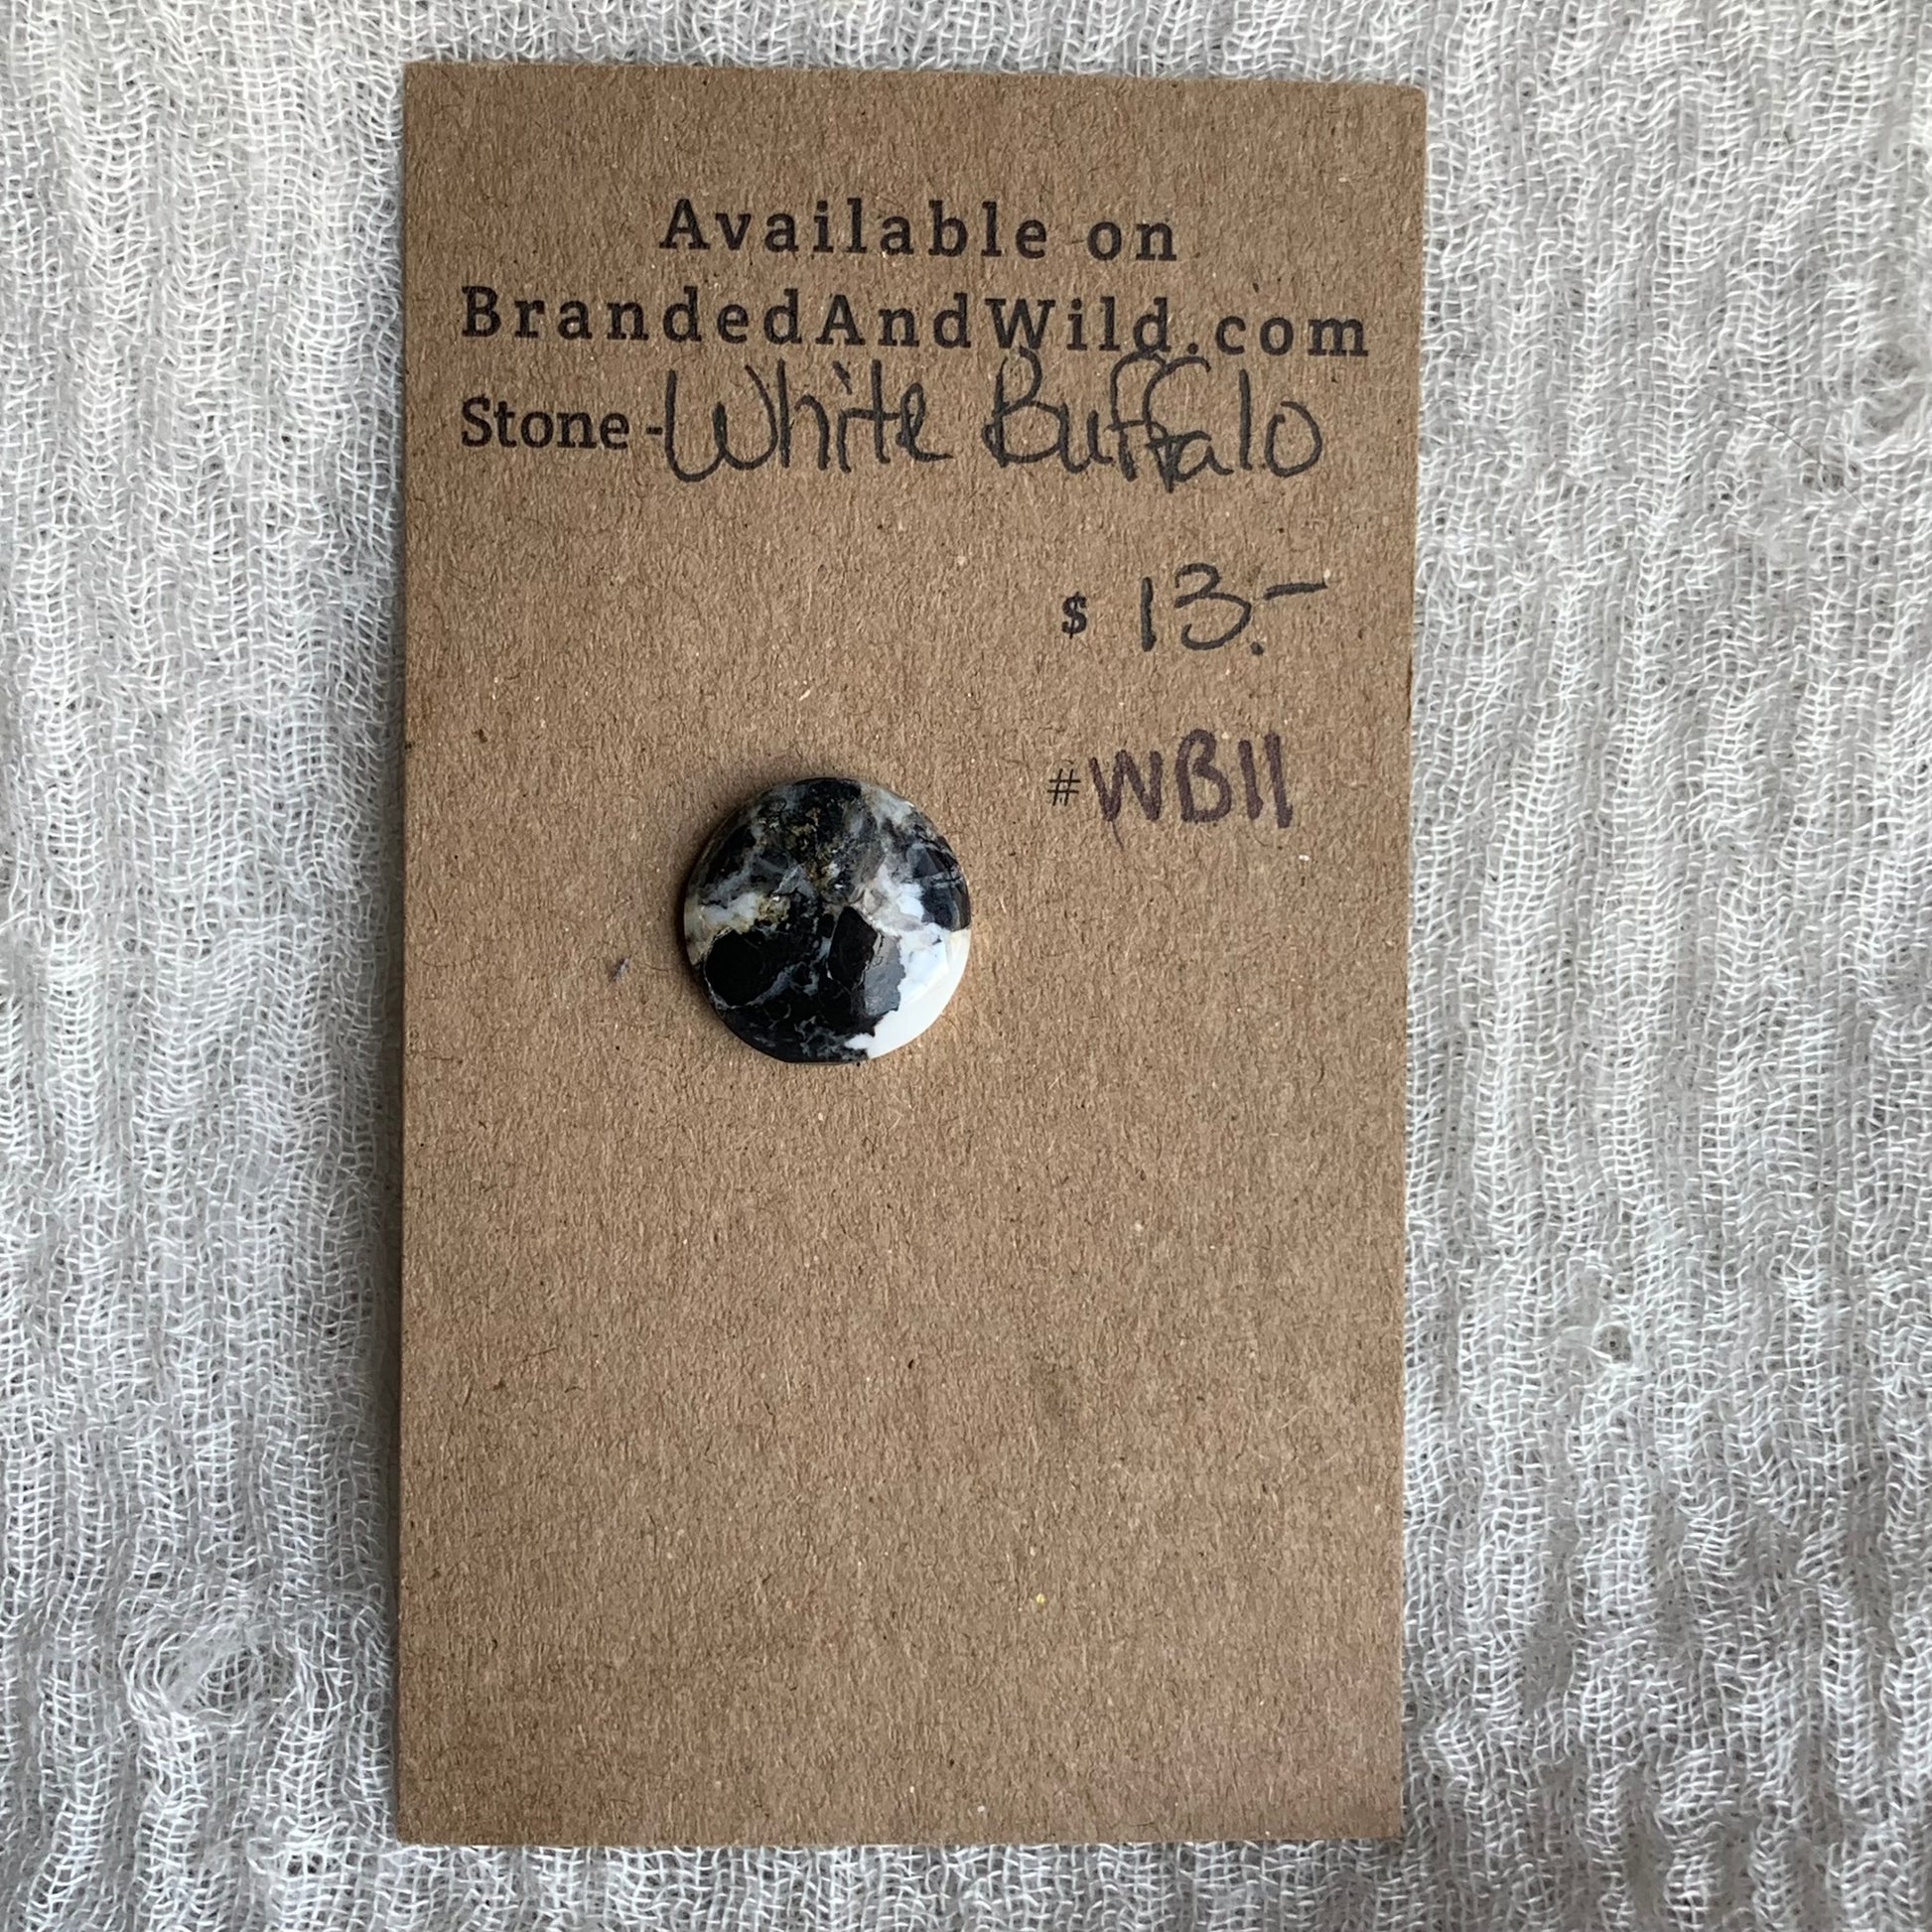 Available on
BrandedAndWild.com
Stone - White Buffalo
$ 13.-
#WB11